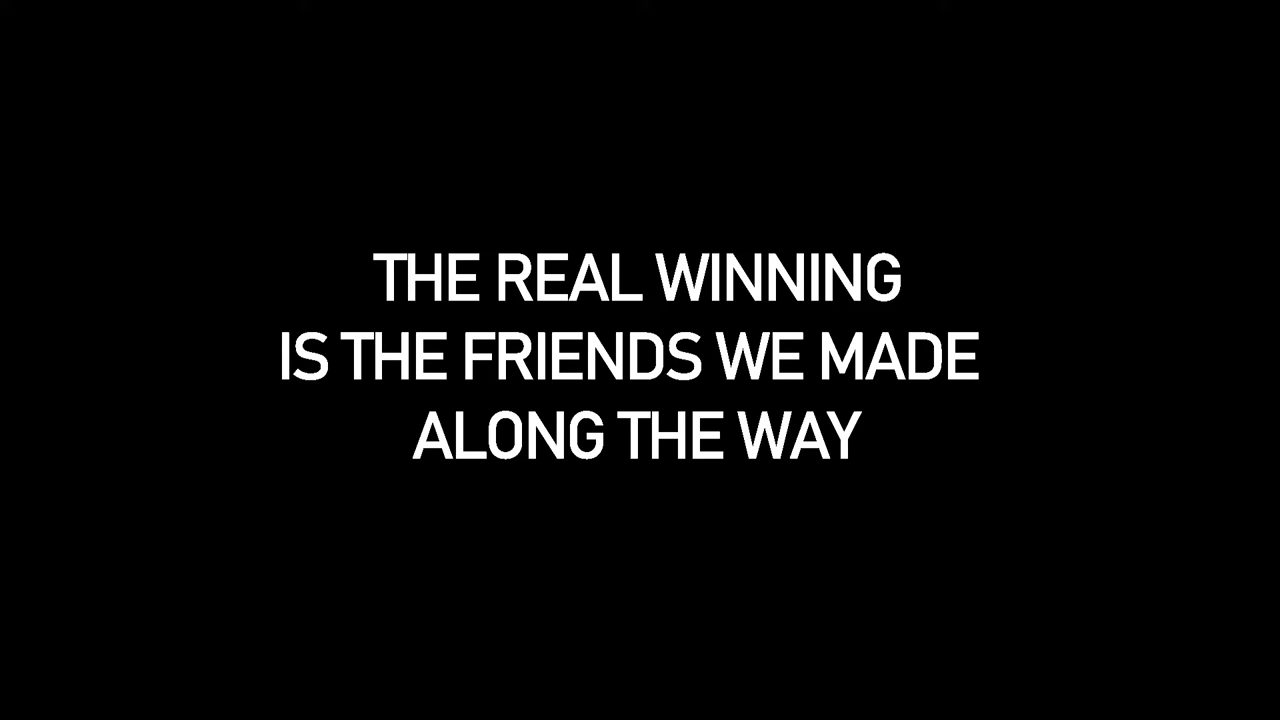 THE REAL WINNING
IS THE FRIENDS WE MADE
ALONG THE WAY